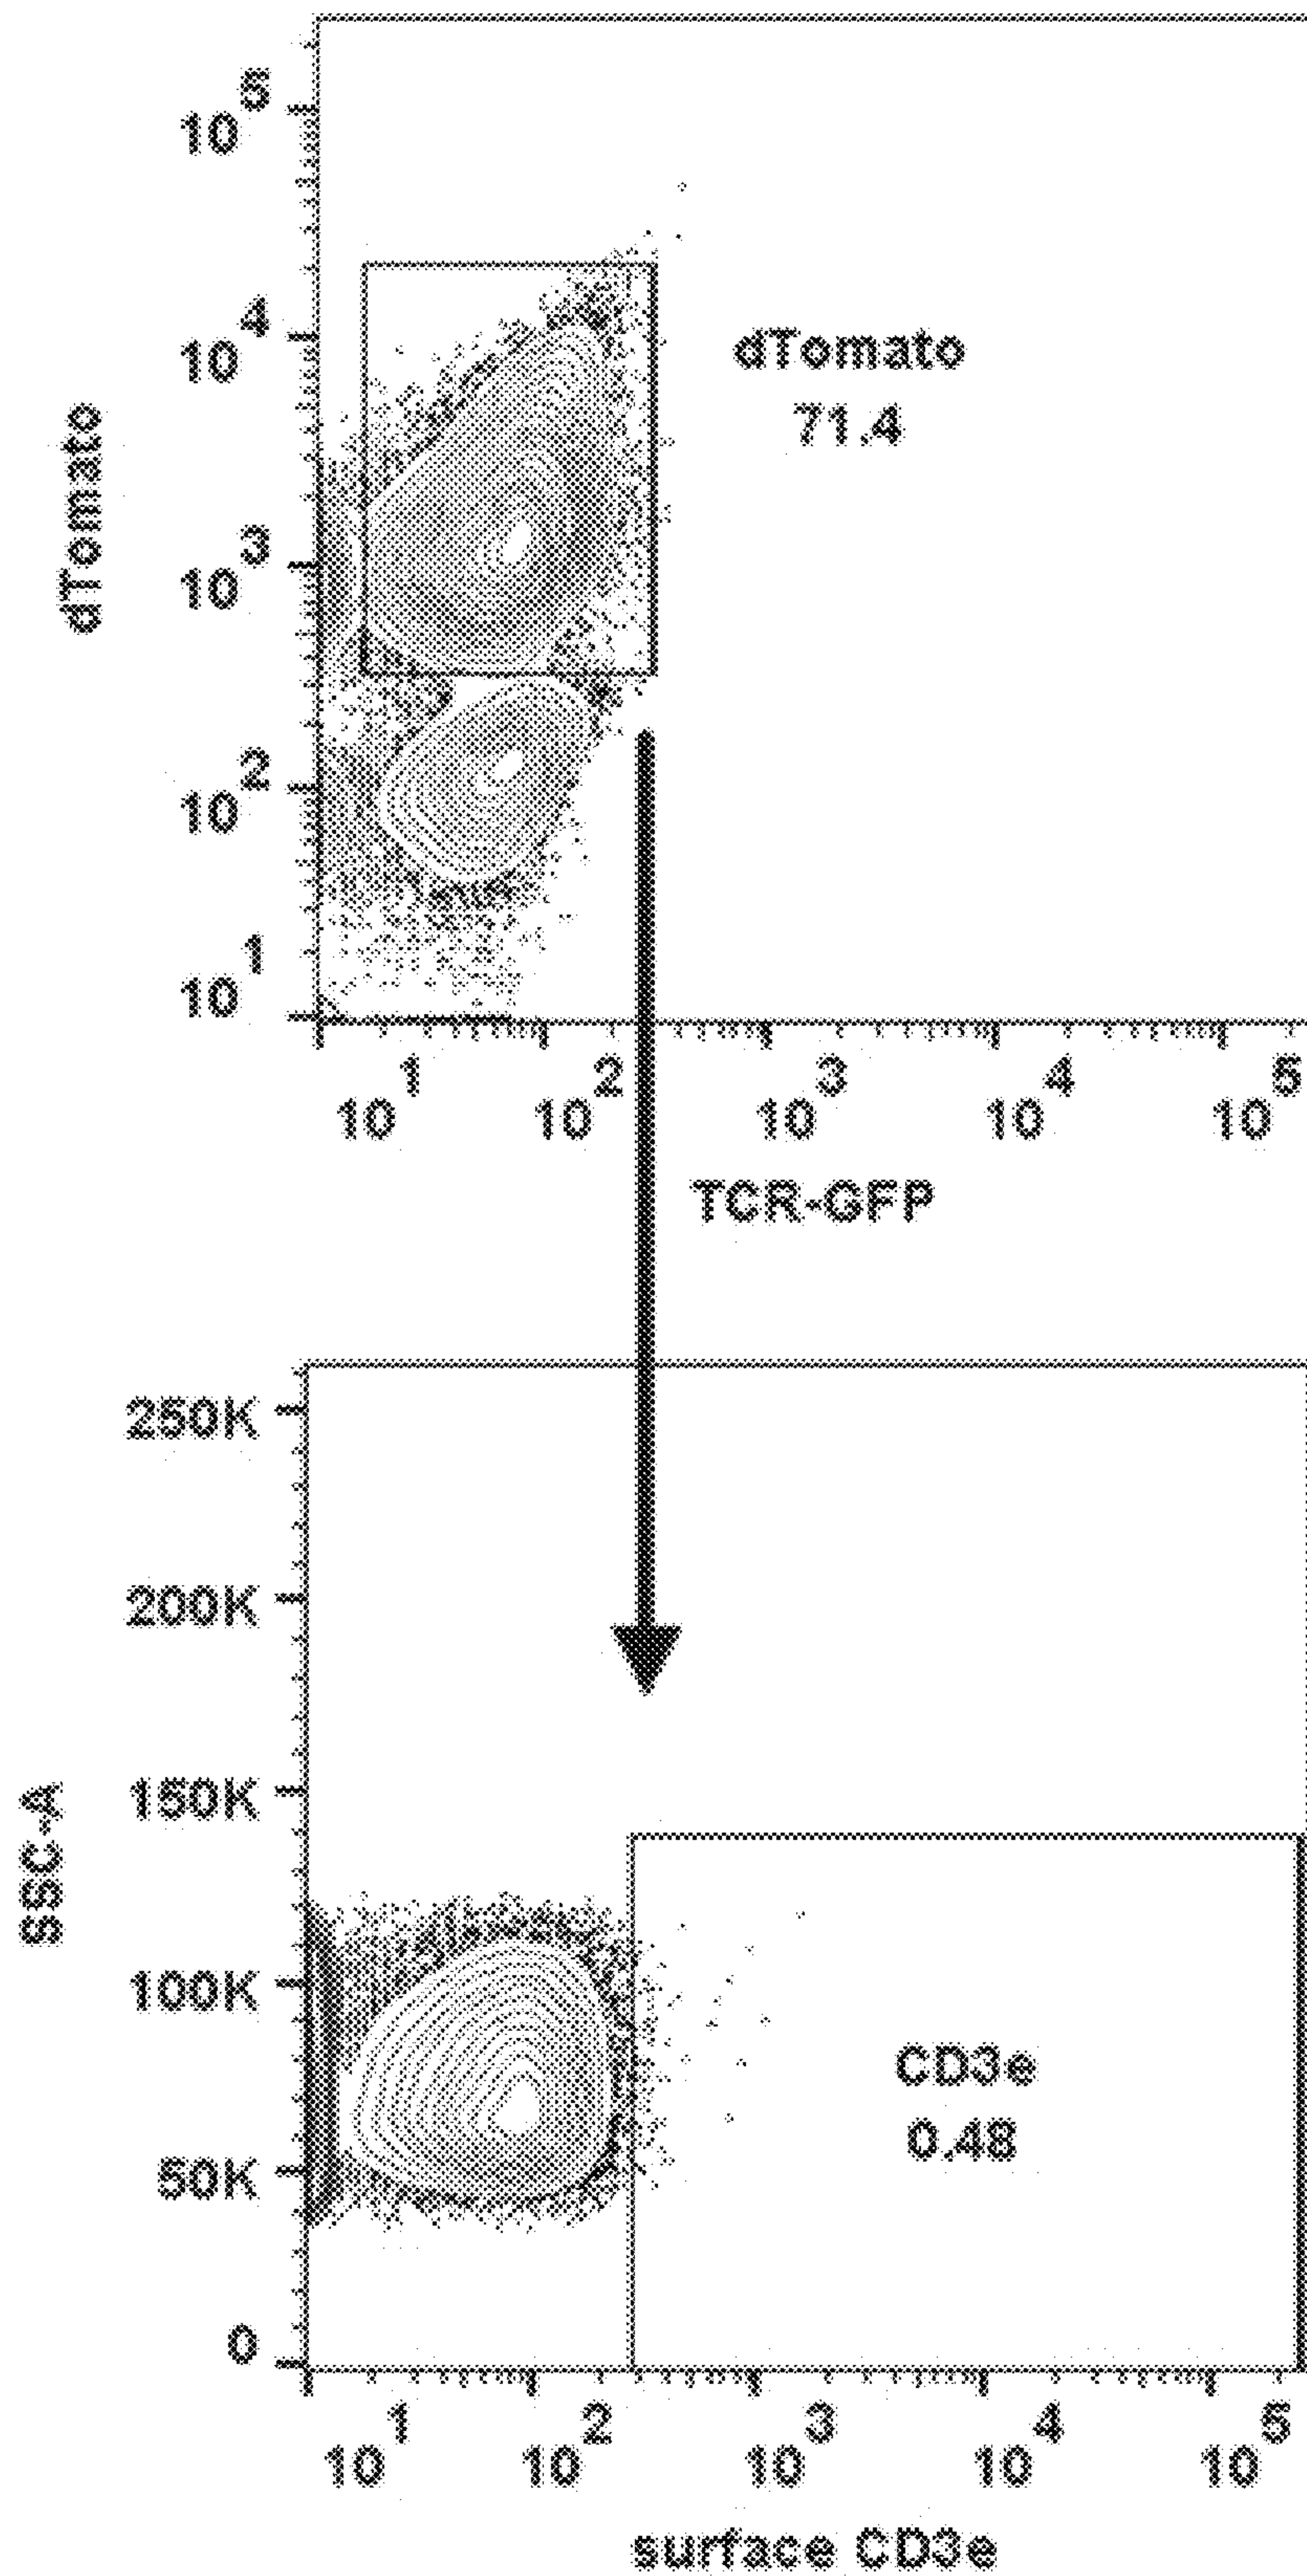 10^5
10^4
10^3
10^2
10^1
dTomato
dTomato
71.4
10^1 10^2 10^3 10^4 10^5
TCR-GFP
250K
200K
150K
100K
50K
0
SSC-A
CD3e
0.48
10^1 10^2 10^3 10^4 10^5
surface CD3e